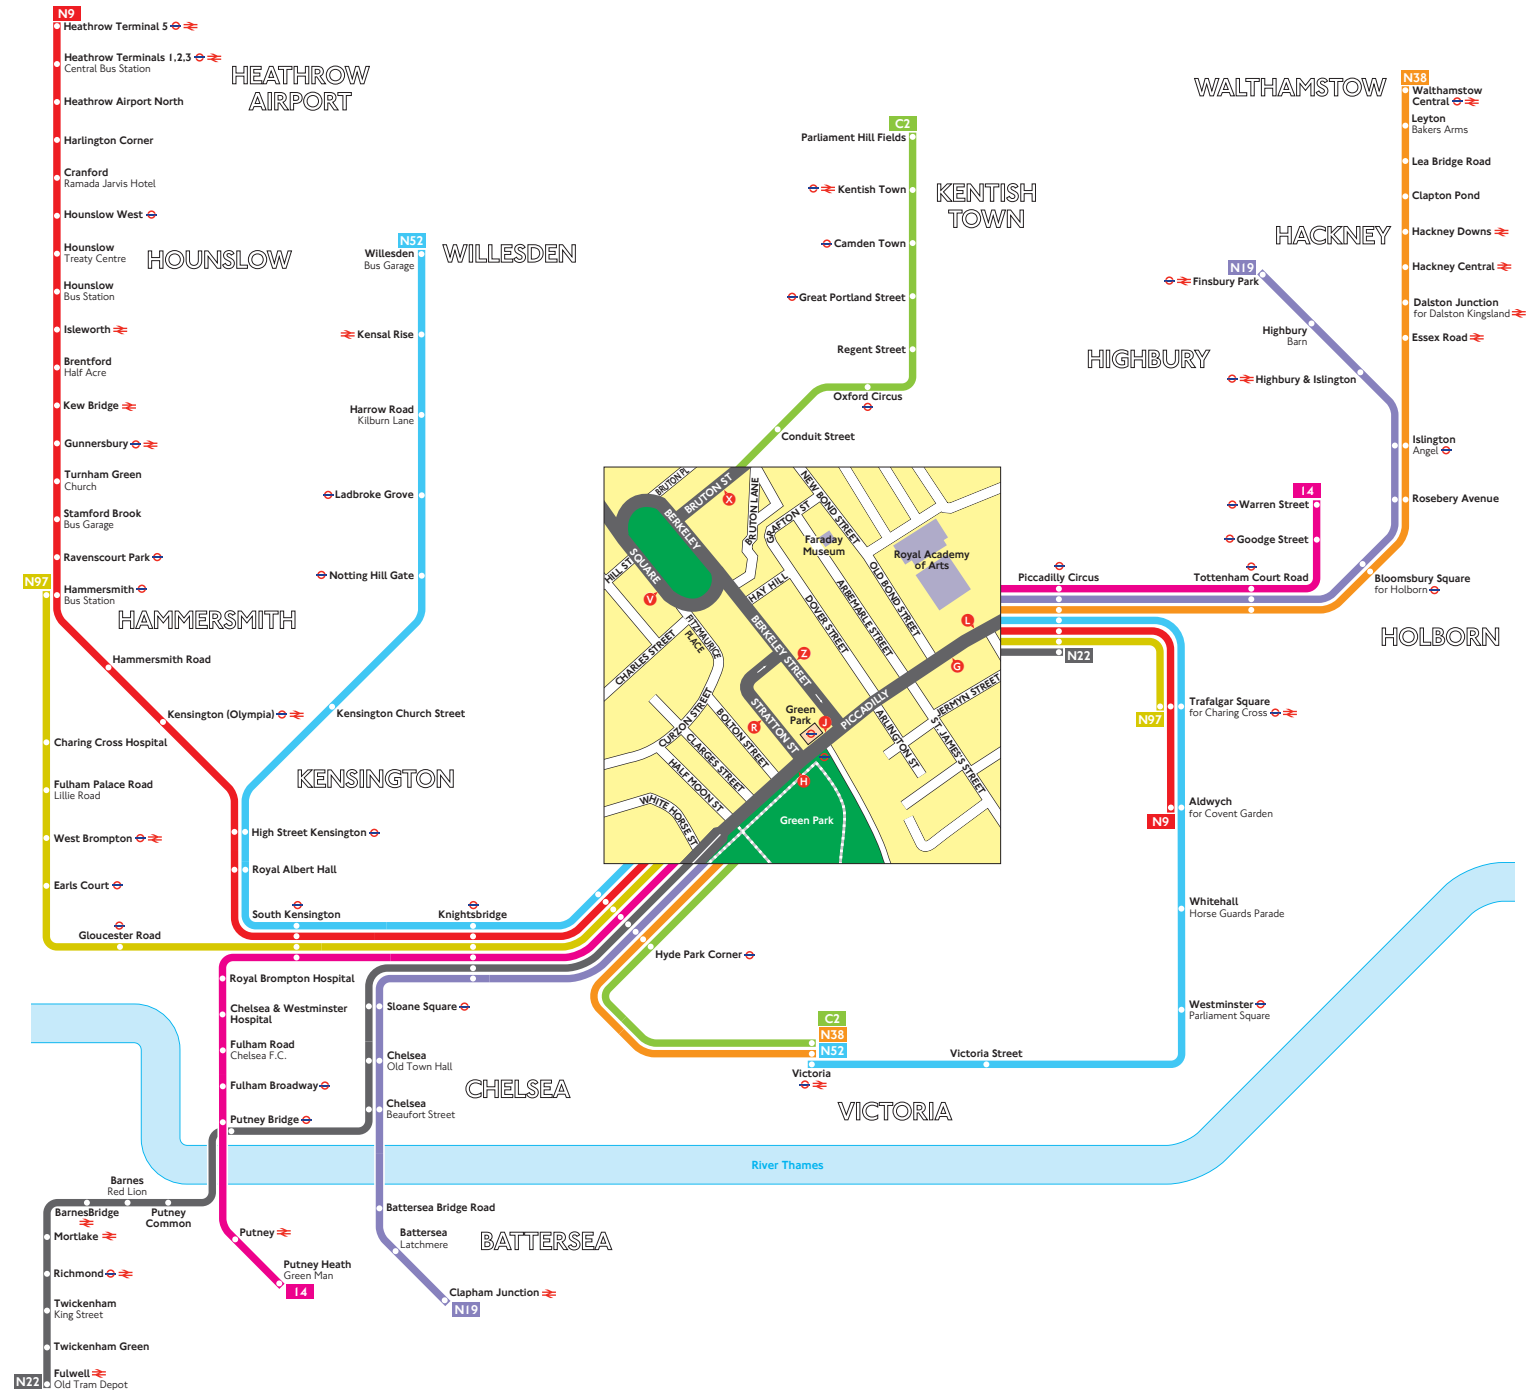 N9
Heathrow Terminal 5
Heathrow Terminals 1,2,3
Central Bus Station
Heathrow Airport North
Harlington Corner
Cranford
Ramada Jarvis Hotel
Hounslow West
Hounslow
Treaty Centre
Hounslow
Bus Station
Isleworth
Brentford
Half Acre
Kew Bridge
Gunnersbury
Turnham Green
Church
Stamford Brook
Bus Garage
Ravenscourt Park
N97
Hammersmith
Bus Station
HEATHROW
AIRPORT
HOUNSLOW
HAMMERSMITH
Hammersmith Road
Kensington (Olympia)
Charing Cross Hospital
Fulham Palace Road
Lillie Road
West Brompton
Earls Court
Gloucester Road
N52
Willesden
Bus Garage
WILLESDEN
Kensal Rise
Harrow Road
Kilburn Lane
Ladbroke Grove
Notting Hill Gate
Kensington Church Street
KENSINGTON
High Street Kensington
Royal Albert Hall
South Kensington
Knightsbridge
C2
Parliament Hill Fields
Kentish Town
KENTISH
TOWN
Camden Town
Great Portland Street
Regent Street
Oxford Circus
Conduit Street
WALTHAMSTOW
N38
Walthamstow
Central
Leyton
Bakers Arms
Lea Bridge Road
Clapton Pond
HACKNEY
Hackney Downs
Hackney Central
Dalston Junction
for Dalston Kingsland
Essex Road
N19
Finsbury Park
Highbury
Barn
HIGHBURY
Highbury & Islington
Islington
Angel
Rosebery Avenue
14
Warren Street
Goodge Street
Piccadilly Circus
Tottenham Court Road
Bloomsbury Square
for Holborn
HOLBORN
N22
N97
Trafalgar Square
for Charing Cross
N9
Aldwych
for Covent Garden
Whitehall
Horse Guards Parade
Westminster
Parliament Square
BRUTON PL
BRUTON ST
X
BRUTON LANE
NEW BOND STREET
GRAFTON ST
BERKELEY
SQUARE
HILL ST
V
HAY HILL
Faraday
Museum
Royal Academy
of Arts
OLD BOND STREET
ALBEMARLE STREET
DOVER STREET
BERKELEY STREET
FITZMAURICE
PLACE
CHARLES STREET
L
G
Z
STRATTON ST
R
Green
Park
J
PICCADILLY
JERMYN STREET
ARLINGTON ST
ST JAMES'S STREET
CURZON STREET
BOLTON STREET
CLARGES STREET
HALF MOON ST
WHITE HORSE ST
H
Green Park
Hyde Park Corner
C2
N38
N52
Victoria
Victoria Street
VICTORIA
Royal Brompton Hospital
Chelsea & Westminster
Hospital
Fulham Road
Chelsea F.C.
Fulham Broadway
Putney Bridge
Sloane Square
Chelsea
Old Town Hall
Chelsea
Beaufort Street
CHELSEA
River Thames
Barnes
Red Lion
BarnesBridge
Putney
Common
Mortlake
Richmond
Twickenham
King Street
Twickenham Green
N22
Fulwell
Old Tram Depot
Putney
Putney Heath
Green Man
14
Battersea Bridge Road
Battersea
Latchmere
BATTERSEA
Clapham Junction
N19